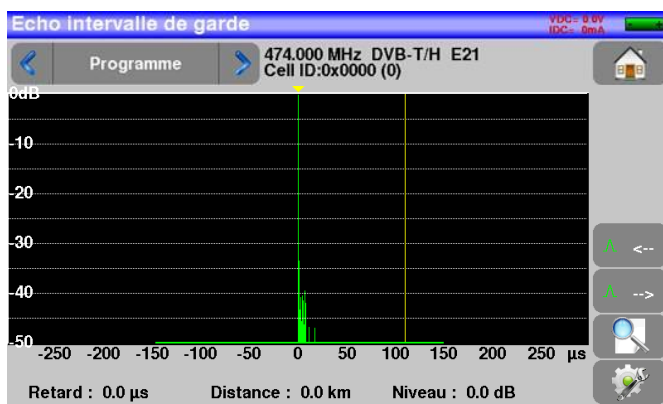 Echo intervalle de garde
VDC= 0.0V
IDC= 0mA
Programme
474.000 MHz DVB-T/H E21
Cell ID:0x0000 (0)
0dB
-10
-20
-30
-40
-50
-250 -200 -150 -100 -50 0 50 100 150 200 250 µs
<--
-->
Retard : 0.0 µs Distance : 0.0 km Niveau : 0.0 dB